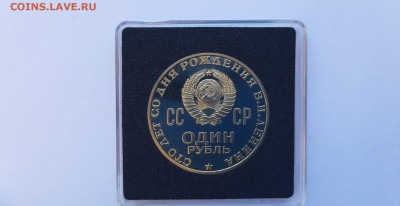 COINS.LAVE.RU
СТО ЛЕТ СО ДНЯ РОЖДЕНИЯ В.И.ЛЕНИНА
СС СР
ОДИН
РУБЛЬ